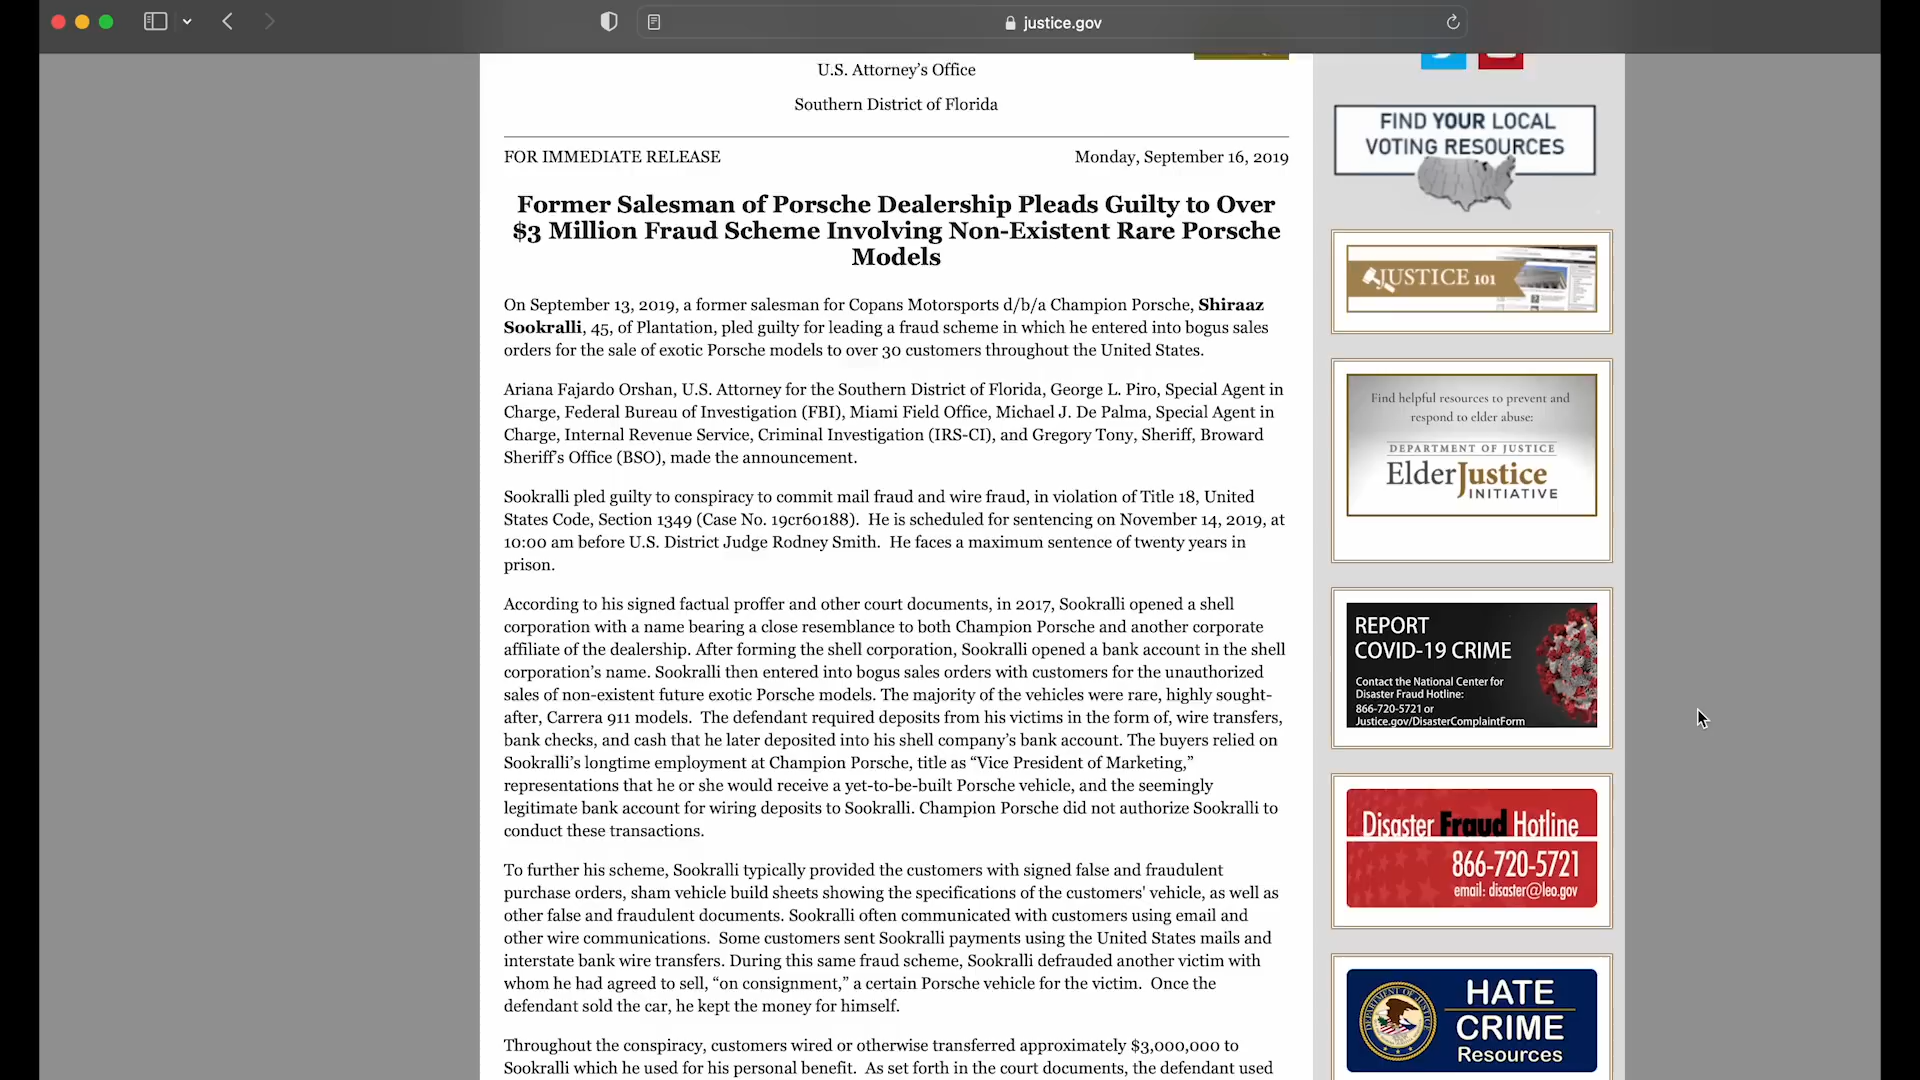 justice.gov
U.S. Attorney's Office
Southern District of Florida
FOR IMMEDIATE RELEASE
Monday, September 16, 2019
Former Salesman of Porsche Dealership Pleads Guilty to Over
$3 Million Fraud Scheme Involving Non-Existent Rare Porsche
Models
On September 13, 2019, a former salesman for Copans Motorsports d/b/a Champion Porsche, Shiraaz
Sookralli, 45, of Plantation, pled guilty for leading a fraud scheme in which he entered into bogus sales
orders for the sale of exotic Porsche models to over 30 customers throughout the United States.
Ariana Fajardo Orshan, U.S. Attorney for the Southern District of Florida, George L. Piro, Special Agent in
Charge, Federal Bureau of Investigation (FBI), Miami Field Office, Michael J. De Palma, Special Agent in
Charge, Internal Revenue Service, Criminal Investigation (IRS-CI), and Gregory Tony, Sheriff, Broward
Sheriff's Office (BSO), made the announcement.
Sookralli pled guilty to conspiracy to commit mail fraud and wire fraud, in violation of Title 18, United
States Code, Section 1349 (Case No. 19cr60188).  He is scheduled for sentencing on November 14, 2019, at
10:00 am before U.S. District Judge Rodney Smith.  He faces a maximum sentence of twenty years in
prison.
According to his signed factual proffer and other court documents, in 2017, Sookralli opened a shell
corporation with a name bearing a close resemblance to both Champion Porsche and another corporate
affiliate of the dealership. After forming the shell corporation, Sookralli opened a bank account in the shell
corporation's name. Sookralli then entered into bogus sales orders with customers for the unauthorized
sales of non-existent future exotic Porsche models. The majority of the vehicles were rare, highly sought-
after, Carrera 911 models.  The defendant required deposits from his victims in the form of, wire transfers,
bank checks, and cash that he later deposited into his shell company's bank account. The buyers relied on
Sookralli's longtime employment at Champion Porsche, title as “Vice President of Marketing,”
representations that he or she would receive a yet-to-be-built Porsche vehicle, and the seemingly
legitimate bank account for wiring deposits to Sookralli. Champion Porsche did not authorize Sookralli to
conduct these transactions.
To further his scheme, Sookralli typically provided the customers with signed false and fraudulent
purchase orders, sham vehicle build sheets showing the specifications of the customers' vehicle, as well as
other false and fraudulent documents. Sookralli often communicated with customers using email and
other wire communications.  Some customers sent Sookralli payments using the United States mails and
interstate bank wire transfers. During this same fraud scheme, Sookralli defrauded another victim with
whom he had agreed to sell, “on consignment,” a certain Porsche vehicle for the victim.  Once the
defendant sold the car, he kept the money for himself.
Throughout the conspiracy, customers wired or otherwise transferred approximately $3,000,000 to
Sookralli which he used for his personal benefit.  As set forth in the court documents, the defendant used
FIND YOUR LOCAL
VOTING RESOURCES
JUSTICE 101
Find helpful resources to prevent and
respond to elder abuse:
DEPARTMENT OF JUSTICE
ElderJustice
INITIATIVE
REPORT
COVID-19 CRIME
Contact the National Center for
Disaster Fraud Hotline:
866-720-5721 or
Justice.gov/DisasterComplaintForm
Disaster Fraud Hotline
866-720-5721
email: disaster@leo.gov
HATE
CRIME
Resources